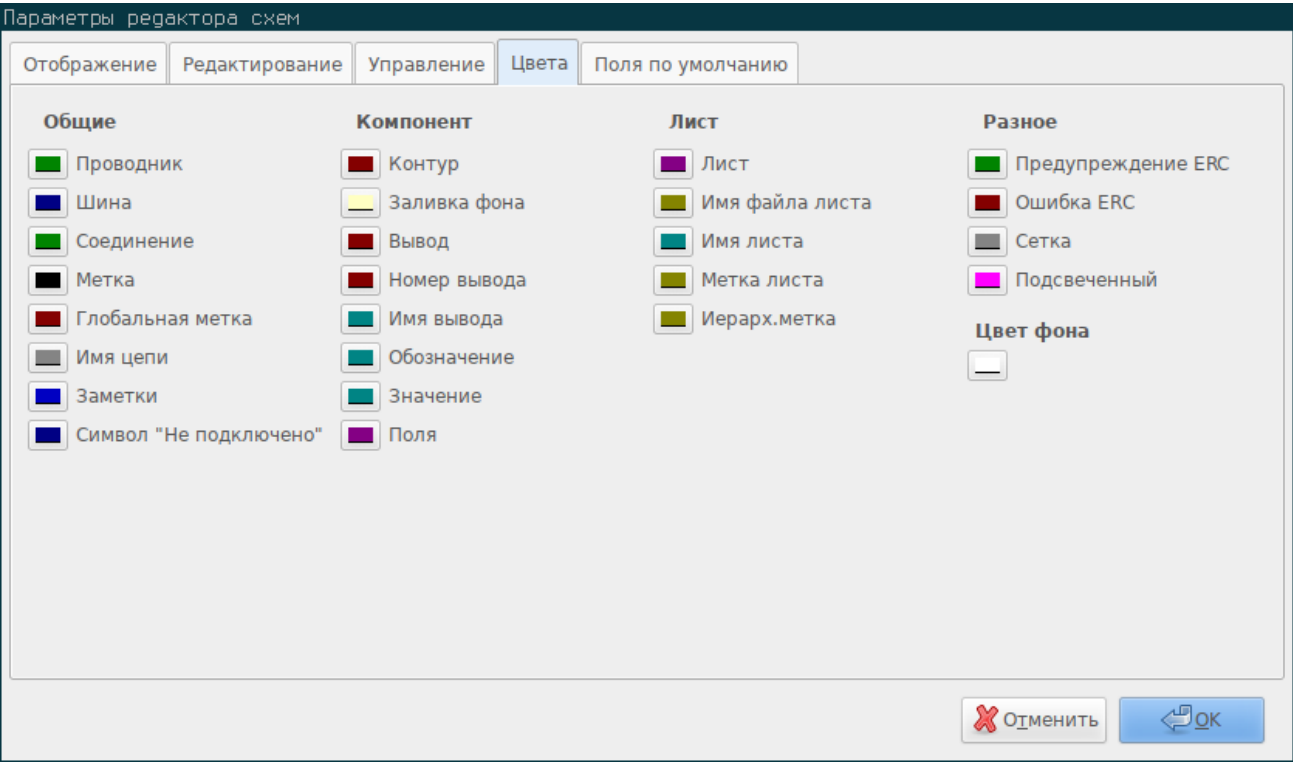 Параметры редактора схем
Отображение Редактирование Управление Цвета Поля по умолчанию
Общие Компонент Лист Разное
Проводник Контур Лист Предупреждение ERC
Шина Заливка фона Имя файла листа Ошибка ERC
Соединение Вывод Имя листа Сетка
Метка Номер вывода Метка листа Подсвеченный
Глобальная метка Имя вывода Иерарх.метка
Цвет фона
Имя цепи Обозначение
Заметки Значение
Символ "Не подключено" Поля
Отменить OK